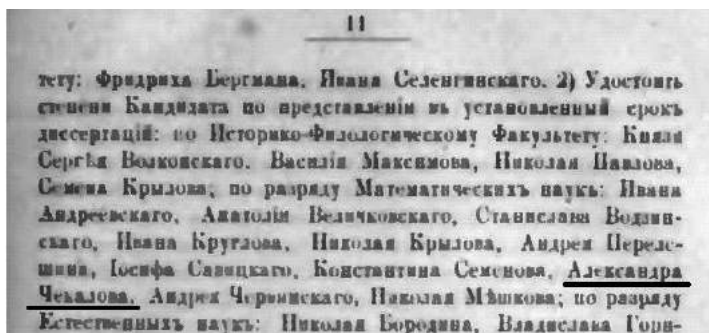 11
тету: Фридриха Бергмана, Ивана Селенгинскаго. 2) Удостоить
степени Кандидата по представленіи въ установленный срокъ
диссертацій: по Историко-Филологическому Факультету: Князя
Сергѣя Волконскаго, Василія Максимова, Николая Павлова,
Семена Крылова; по разряду Математическихъ наукъ: Ивана
Андреевскаго, Анатолія Величковскаго, Станислава Водзин-
скаго, Ивана Круглова, Николая Крылова, Андрея Переле-
шина, Іосифа Савицкаго, Константина Семенова, Александра
Чекалова, Андрея Червинскаго, Николая Мѣшкова; по разряду
Естественныхъ наукъ: Николая Бородина, Владислава Гори-